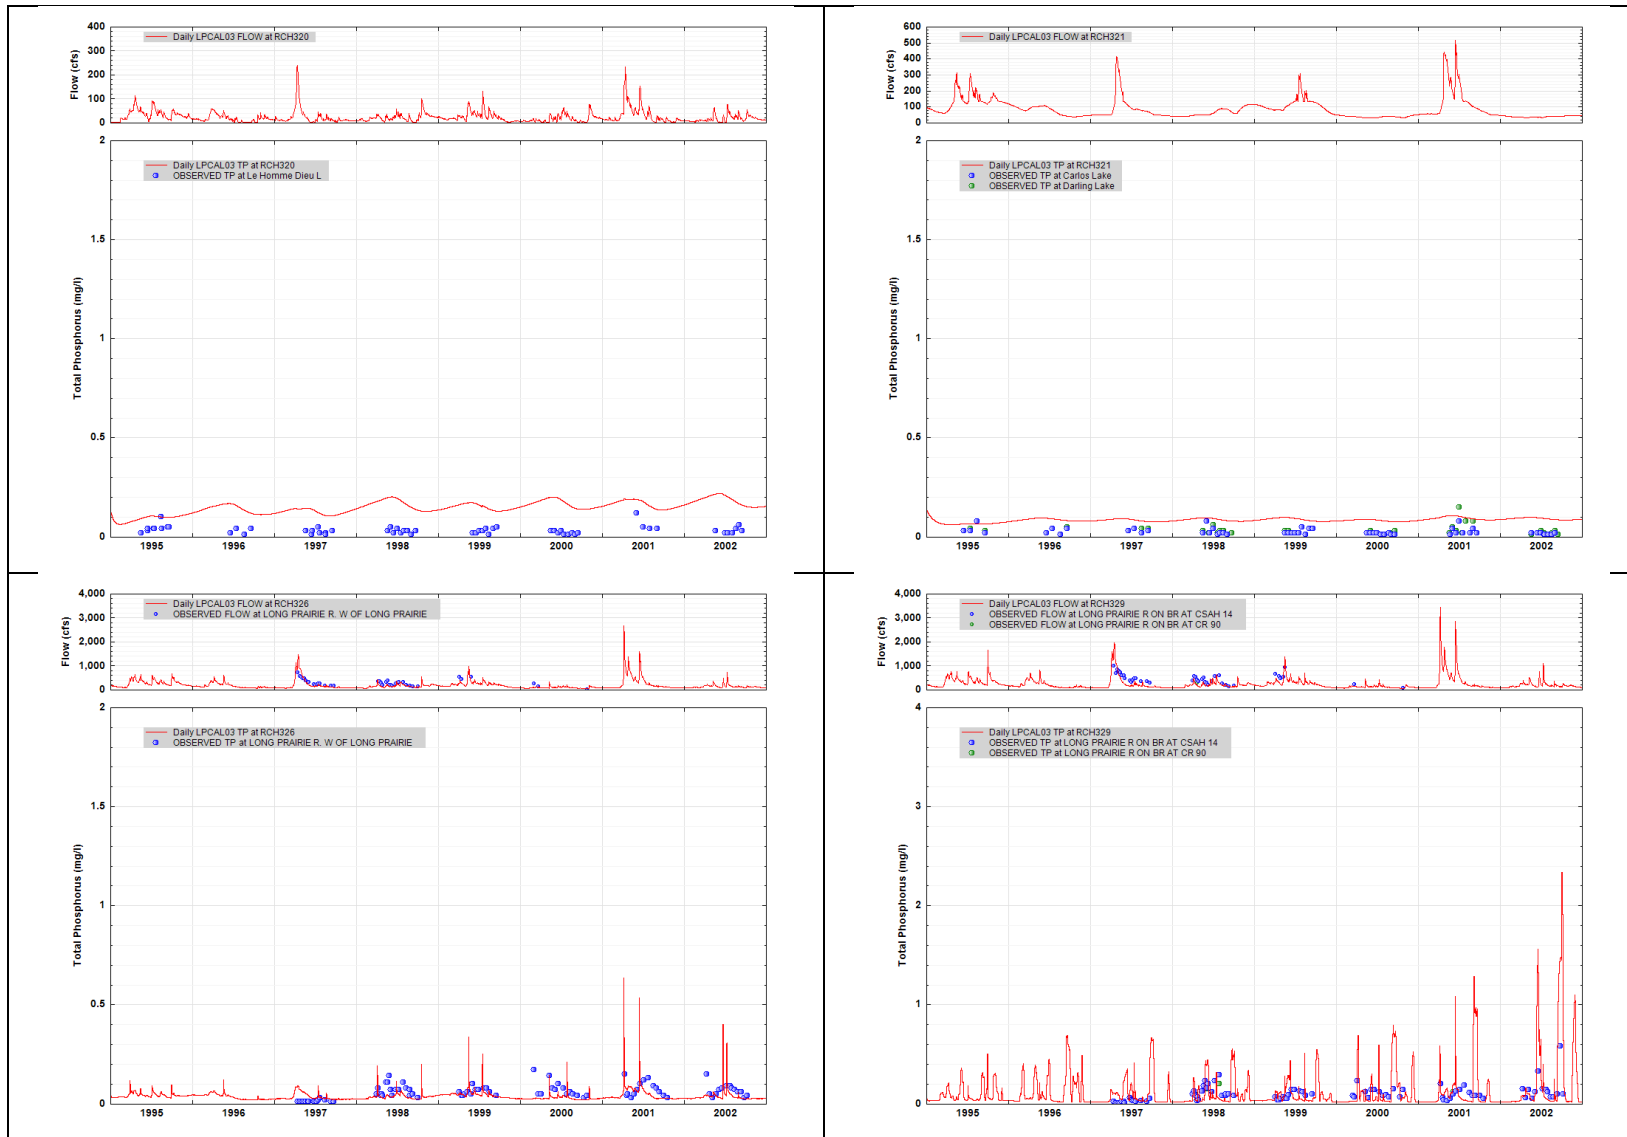 400
300
200
100
0
Flow (cfs)
Daily LPCAL03 FLOW at RCH320
2
1.5
1
0.5
0
Total Phosphorus (mg/l)
Daily LPCAL03 TP at RCH320
OBSERVED TP at Le Homme Dieu L
1995 1996 1997 1998 1999 2000 2001 2002
600
500
400
300
200
100
0
Flow (cfs)
Daily LPCAL03 FLOW at RCH321
2
1.5
1
0.5
0
Total Phosphorus (mg/l)
Daily LPCAL03 TP at RCH321
OBSERVED TP at Carlos Lake
OBSERVED TP at Darling Lake
1995 1996 1997 1998 1999 2000 2001 2002
4,000
3,000
2,000
1,000
0
Flow (cfs)
Daily LPCAL03 FLOW at RCH326
OBSERVED FLOW at LONG PRAIRIE R. W OF LONG PRAIRIE
2
1.5
1
0.5
0
Total Phosphorus (mg/l)
Daily LPCAL03 TP at RCH326
OBSERVED TP at LONG PRAIRIE R. W OF LONG PRAIRIE
1995 1996 1997 1998 1999 2000 2001 2002
4,000
3,000
2,000
1,000
0
Flow (cfs)
Daily LPCAL03 FLOW at RCH329
OBSERVED FLOW at LONG PRAIRIE R ON BR AT CSAH 14
OBSERVED FLOW at LONG PRAIRIE R ON BR AT CR 90
4
3
2
1
0
Total Phosphorus (mg/l)
Daily LPCAL03 TP at RCH329
OBSERVED TP at LONG PRAIRIE R ON BR AT CSAH 14
OBSERVED TP at LONG PRAIRIE R ON BR AT CR 90
1995 1996 1997 1998 1999 2000 2001 2002